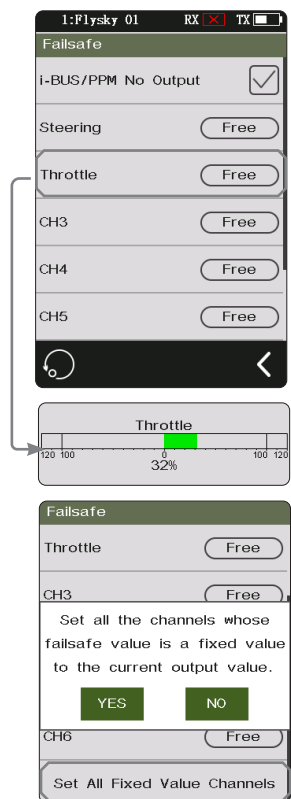 1:Flysky 01 RX TX
Failsafe
i-BUS/PPM No Output
Steering Free
Throttle Free
CH3 Free
CH4 Free
CH5 Free
Throttle
120 100 0 100 120
32%
Failsafe
Throttle Free
CH3 Free
Set all the channels whose
failsafe value is a fixed value
to the current output value.
YES NO
CH6 Free
Set All Fixed Value Channels